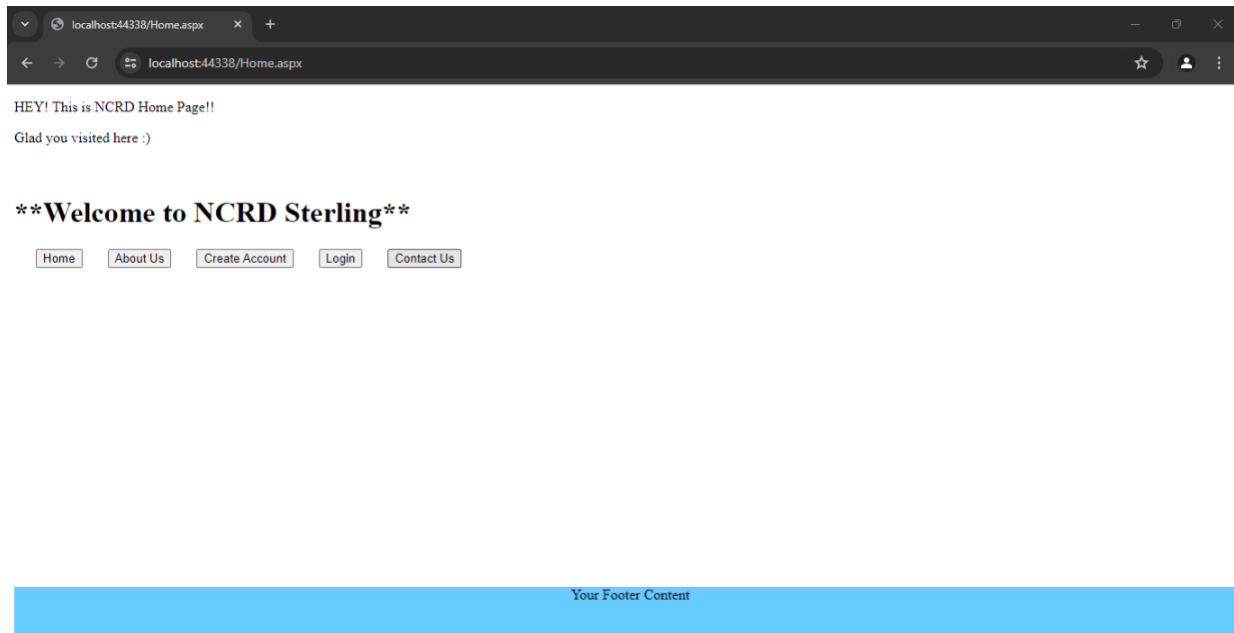 localhost:44338/Home.aspx
localhost:44338/Home.aspx
HEY! This is NCRD Home Page!!
Glad you visited here :)
**Welcome to NCRD Sterling**
Home About Us Create Account Login Contact Us
Your Footer Content